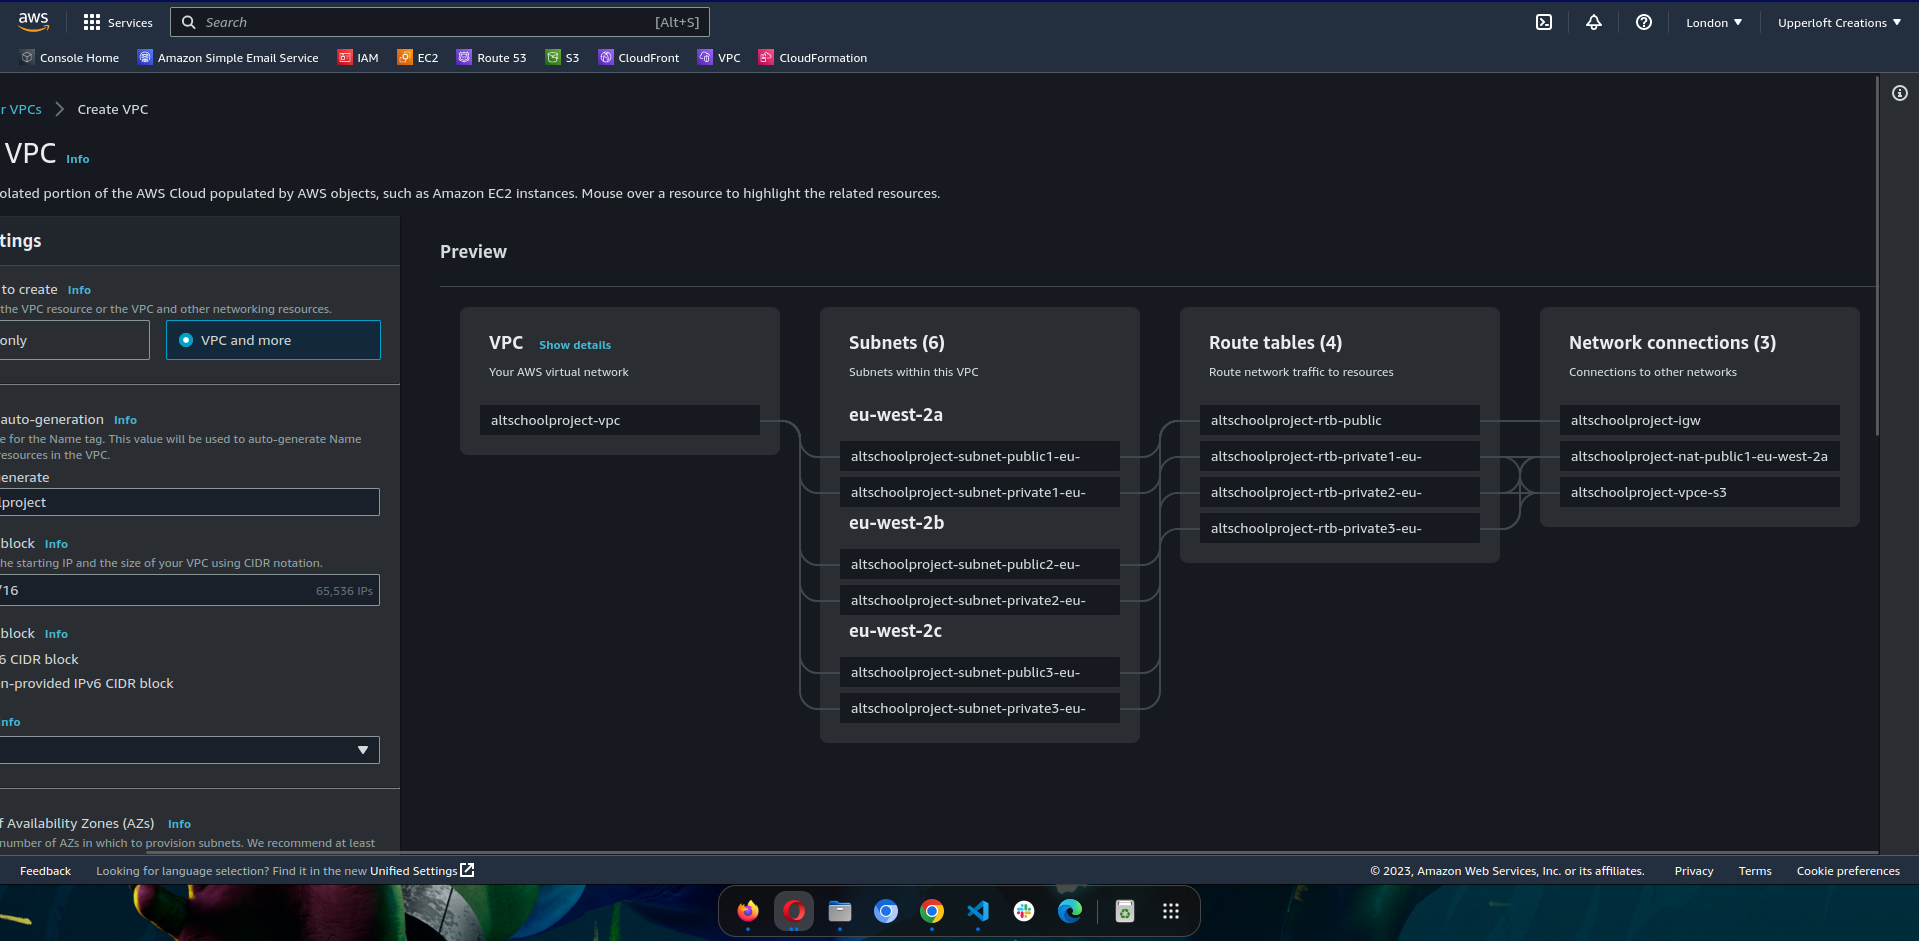 aws
Services
Search
[Alt+S]
London
Upperloft Creations
Console Home
Amazon Simple Email Service
IAM
EC2
Route 53
S3
CloudFront
VPC
CloudFormation
r VPCs
Create VPC
VPC Info
olated portion of the AWS Cloud populated by AWS objects, such as Amazon EC2 instances. Mouse over a resource to highlight the related resources.
tings
to create Info
the VPC resource or the VPC and other networking resources.
only
VPC and more
auto-generation Info
e for the Name tag. This value will be used to auto-generate Name
resources in the VPC.
enerate
lproject
block Info
he starting IP and the size of your VPC using CIDR notation.
/16
65,536 IPs
block Info
6 CIDR block
n-provided IPv6 CIDR block
nfo
f Availability Zones (AZs) Info
number of AZs in which to provision subnets. We recommend at least
Preview
VPC Show details
Your AWS virtual network
altschoolproject-vpc
Subnets (6)
Subnets within this VPC
eu-west-2a
altschoolproject-subnet-public1-eu-
altschoolproject-subnet-private1-eu-
eu-west-2b
altschoolproject-subnet-public2-eu-
altschoolproject-subnet-private2-eu-
eu-west-2c
altschoolproject-subnet-public3-eu-
altschoolproject-subnet-private3-eu-
Route tables (4)
Route network traffic to resources
altschoolproject-rtb-public
altschoolproject-rtb-private1-eu-
altschoolproject-rtb-private2-eu-
altschoolproject-rtb-private3-eu-
Network connections (3)
Connections to other networks
altschoolproject-igw
altschoolproject-nat-public1-eu-west-2a
altschoolproject-vpce-s3
Feedback
Looking for language selection? Find it in the new Unified Settings
© 2023, Amazon Web Services, Inc. or its affiliates.
Privacy
Terms
Cookie preferences